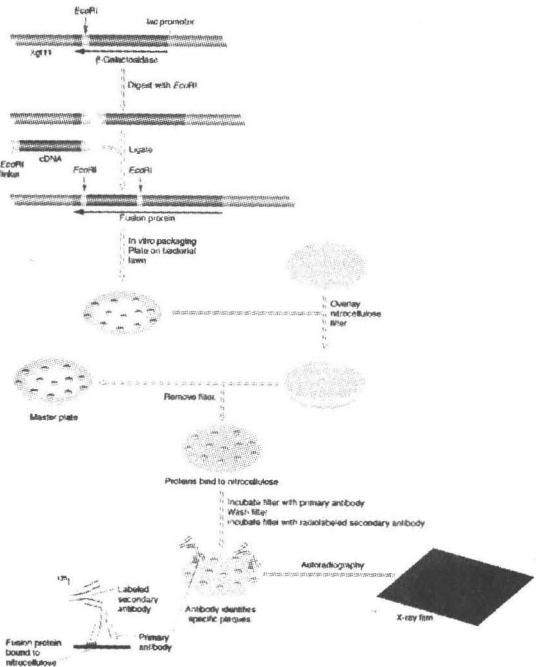 EcoRI
lac promoter
λgt11
β-Galactosidase
Digest with EcoRI
cDNA
Ligate
EcoRI
linker
EcoRI
EcoRI
Fusion protein
In vitro packaging
Plate on bacterial
lawn
Overlay
nitrocellulose
filter
Remove filter
Master plate
Proteins bind to nitrocellulose
Incubate filter with primary antibody
Wash filter
Incubate filter with radiolabeled secondary antibody
Autoradiography
125I
Labeled
secondary
antibody
Antibody identifies
specific plaques
X-ray film
Primary
antibody
Fusion protein
bound to
nitrocellulose